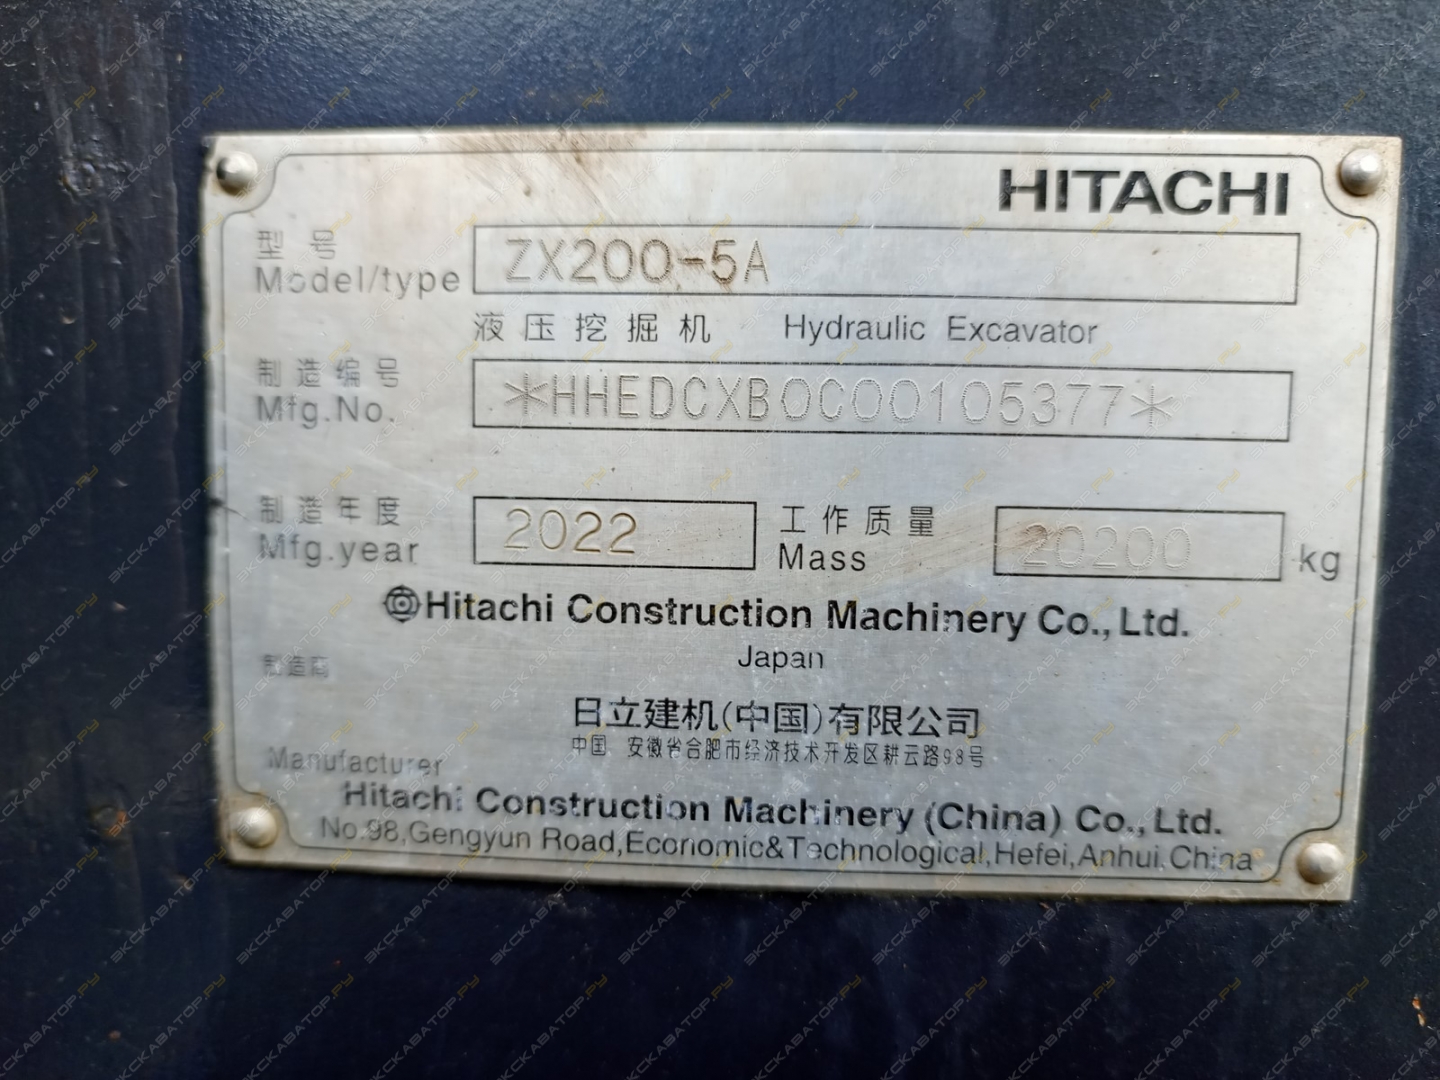 HITACHI
型号
Model/type ZX200-5A
液压挖掘机 Hydraulic Excavator
制造编号
Mfg.No. *HHEDCXB0C00105377*
制造年度 工作质量
Mfg.year 2022 Mass 20200 kg
Hitachi Construction Machinery Co., Ltd.
Japan
制造商
日立建机(中国)有限公司
中国 安徽省合肥市经济技术开发区耕云路98号
Manufacturer
Hitachi Construction Machinery (China) Co., Ltd.
No.98,Gengyun Road,Economic&Technological,Hefei,Anhui,China
ЭКСКАВАТОР.РУ